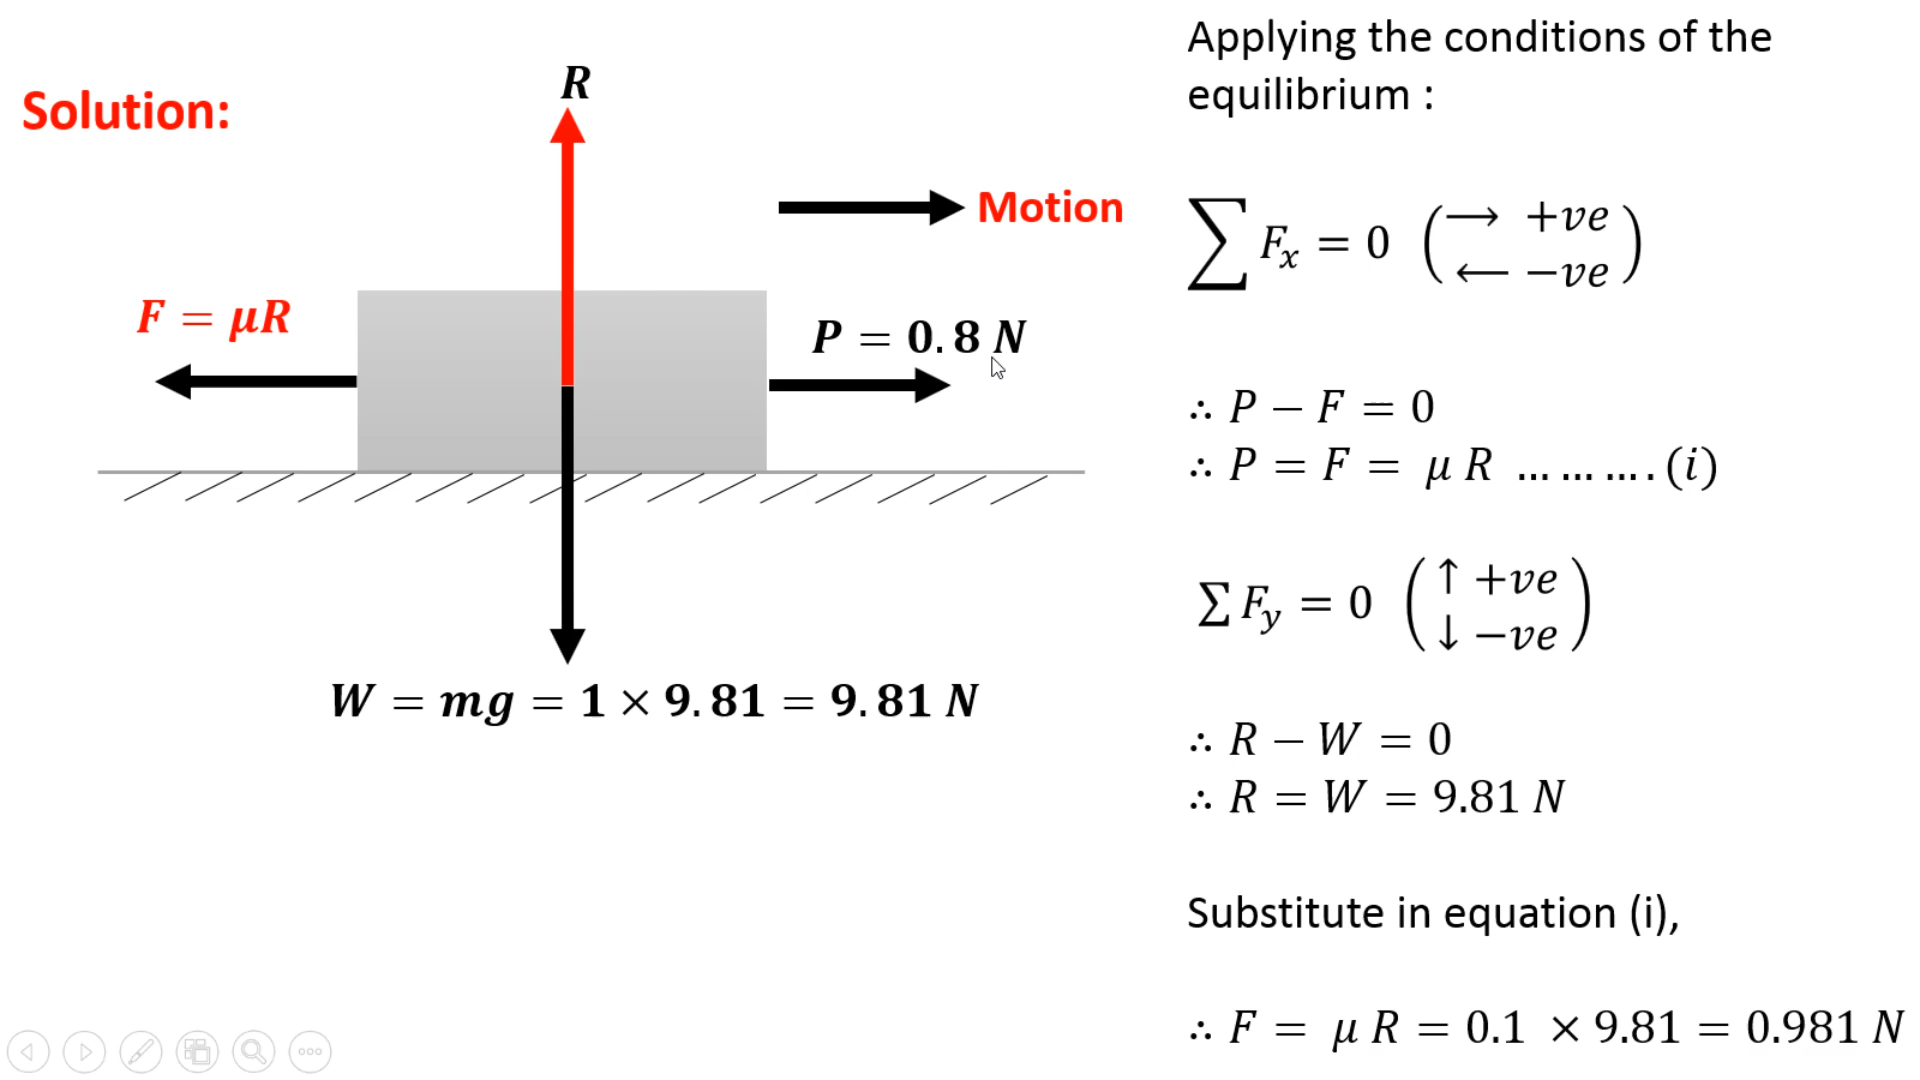 Solution:
R
Motion
F = μR
P = 0.8 N
W = mg = 1 × 9.81 = 9.81 N
Applying the conditions of the
equilibrium :
∑ Fₓ = 0 (→ +ve
← −ve)
∴ P − F = 0
∴ P = F = μ R ... ... ... . (i)
∑ F_y = 0 (↑ +ve
↓ −ve)
∴ R − W = 0
∴ R = W = 9.81 N
Substitute in equation (i),
∴ F = μ R = 0.1 × 9.81 = 0.981 N